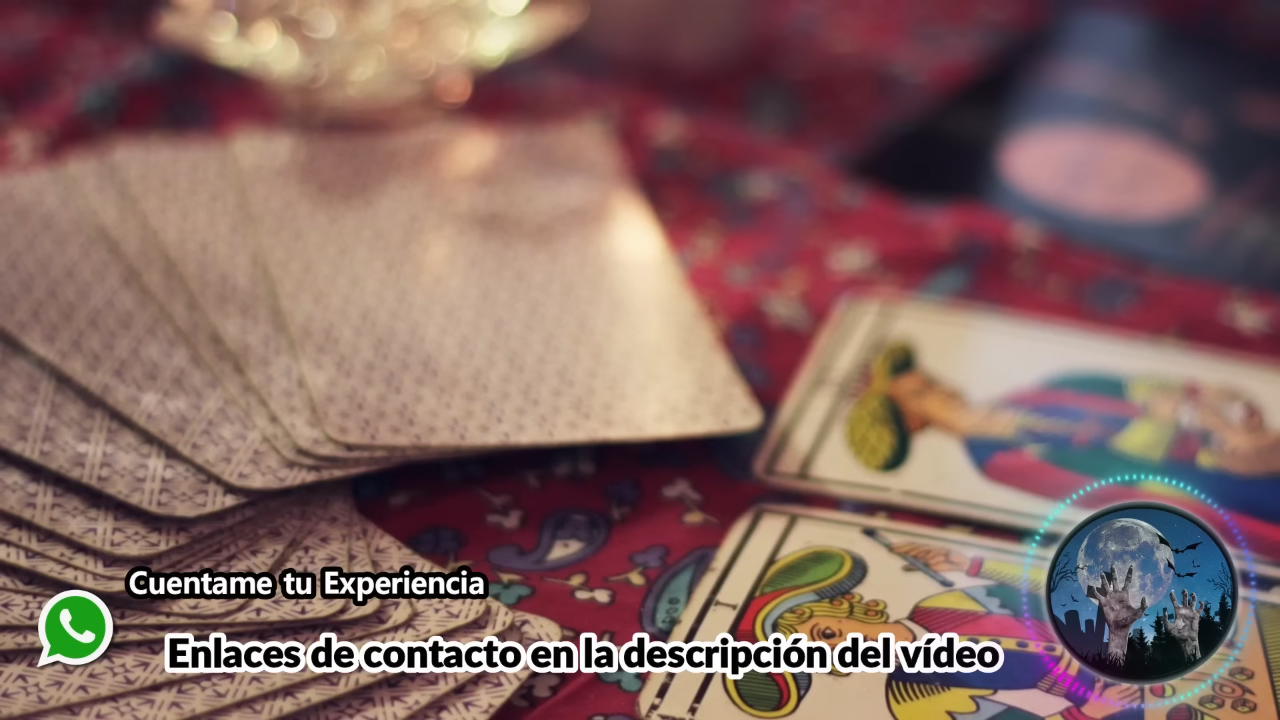 Cuentame tu Experiencia
Enlaces de contacto en la descripción del vídeo
I